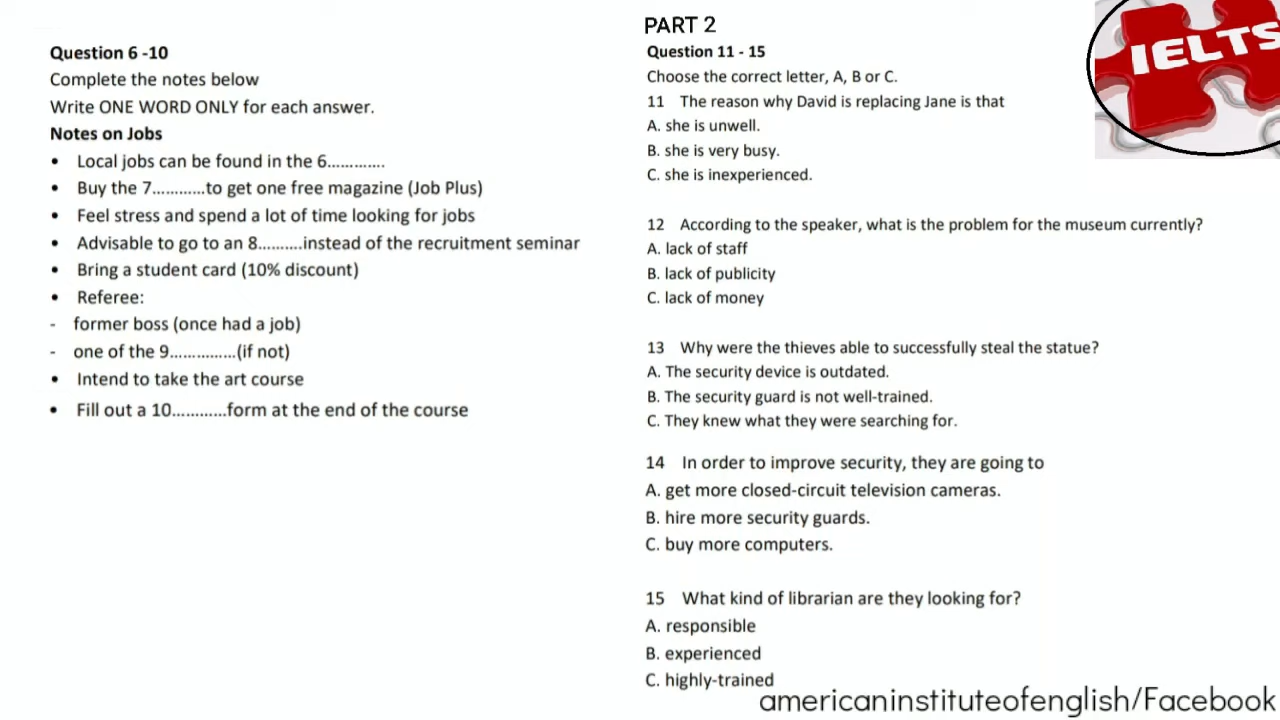 Question 6 -10
Complete the notes below
Write ONE WORD ONLY for each answer.
Notes on Jobs
• Local jobs can be found in the 6………….
• Buy the 7…………to get one free magazine (Job Plus)
• Feel stress and spend a lot of time looking for jobs
• Advisable to go to an 8……….instead of the recruitment seminar
• Bring a student card (10% discount)
• Referee:
- former boss (once had a job)
- one of the 9……………(if not)
• Intend to take the art course
• Fill out a 10…………form at the end of the course
PART 2
Question 11 - 15
Choose the correct letter, A, B or C.
11 The reason why David is replacing Jane is that
A. she is unwell.
B. she is very busy.
C. she is inexperienced.
12 According to the speaker, what is the problem for the museum currently?
A. lack of staff
B. lack of publicity
C. lack of money
13 Why were the thieves able to successfully steal the statue?
A. The security device is outdated.
B. The security guard is not well-trained.
C. They knew what they were searching for.
14 In order to improve security, they are going to
A. get more closed-circuit television cameras.
B. hire more security guards.
C. buy more computers.
15 What kind of librarian are they looking for?
A. responsible
B. experienced
C. highly-trained
IELTS
americaninstituteofenglish/Facebook